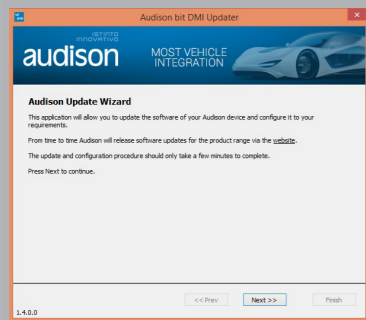 Audison bit DMI Updater
ISTINTO
INNOVATIVO
audison
MOST VEHICLE
INTEGRATION
Audison Update Wizard
This application will allow you to update the software of your Audison device and configure it to your
requirements.
From time to time Audison will release software updates for the product range via the website.
The update and configuration procedure should only take a few minutes to complete.
Press Next to continue.
<< Prev
Next >>
Finish
1.4.0.0